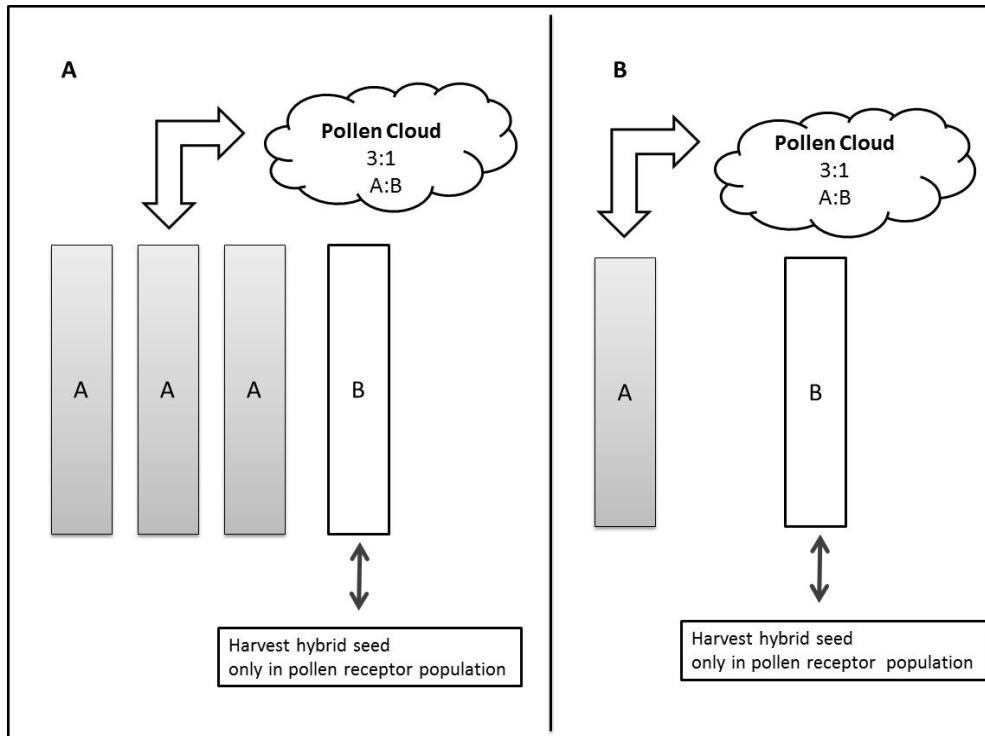 A
Pollen Cloud
3:1
A:B
A
A
A
B
Harvest hybrid seed
only in pollen receptor population
B
Pollen Cloud
3:1
A:B
A
B
Harvest hybrid seed
only in pollen receptor population